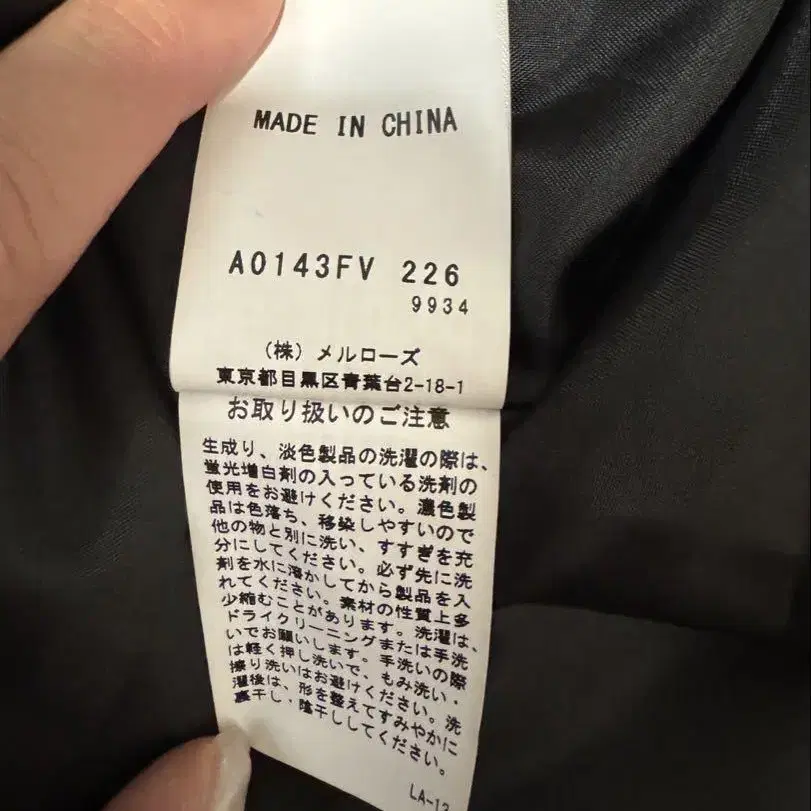 MADE IN CHINA
A0143FV 226
9934
(株) メルローズ
東京都目黒区青葉台2-18-1
お取り扱いのご注意
生成り、淡色製品の洗濯の際は、
蛍光増白剤の入っている洗剤の
使用をお避けください。濃色製
品は色落ち、移染しやすいので
他の物と別に洗い、すすぎを充
分にしてください。必ず先に洗
剤を水に溶かしてから製品を入
れてください。素材の性質上多
少縮むことがあります。洗濯は、
ドライクリーニングまたは手洗
いでお願いします。手洗いの際
は軽く押し洗いで、もみ洗い・
擦り洗いはお避けください。洗
濯後は、形を整えてすみやかに
裏干し・陰干ししてください。
LA-12